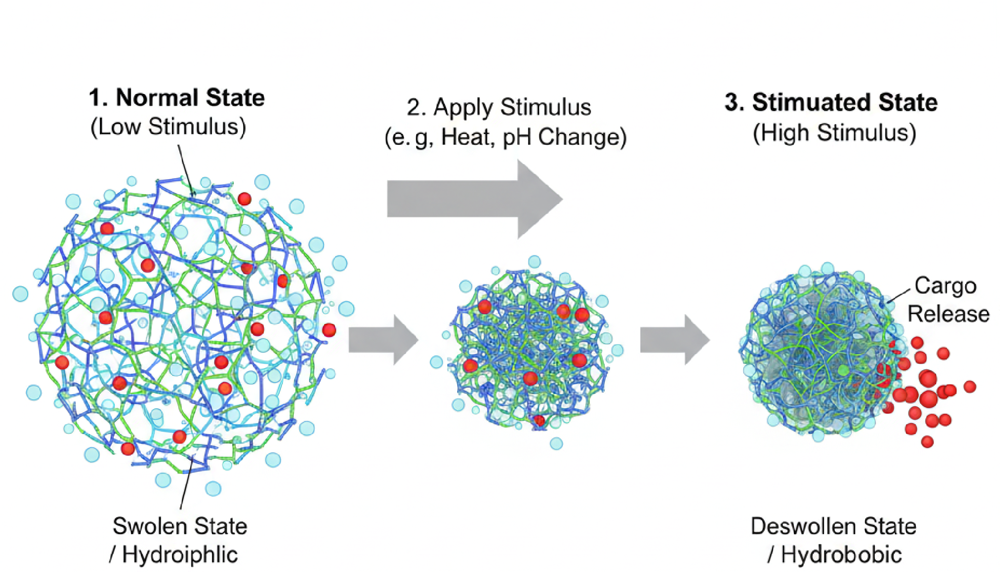 1. Normal State
(Low Stimulus)
2. Apply Stimulus
(e. g, Heat, pH Change)
3. Stimuated State
(High Stimulus)
Cargo
Release
Swolen State
/ Hydroiphlic
Deswollen State
/ Hydrobobic